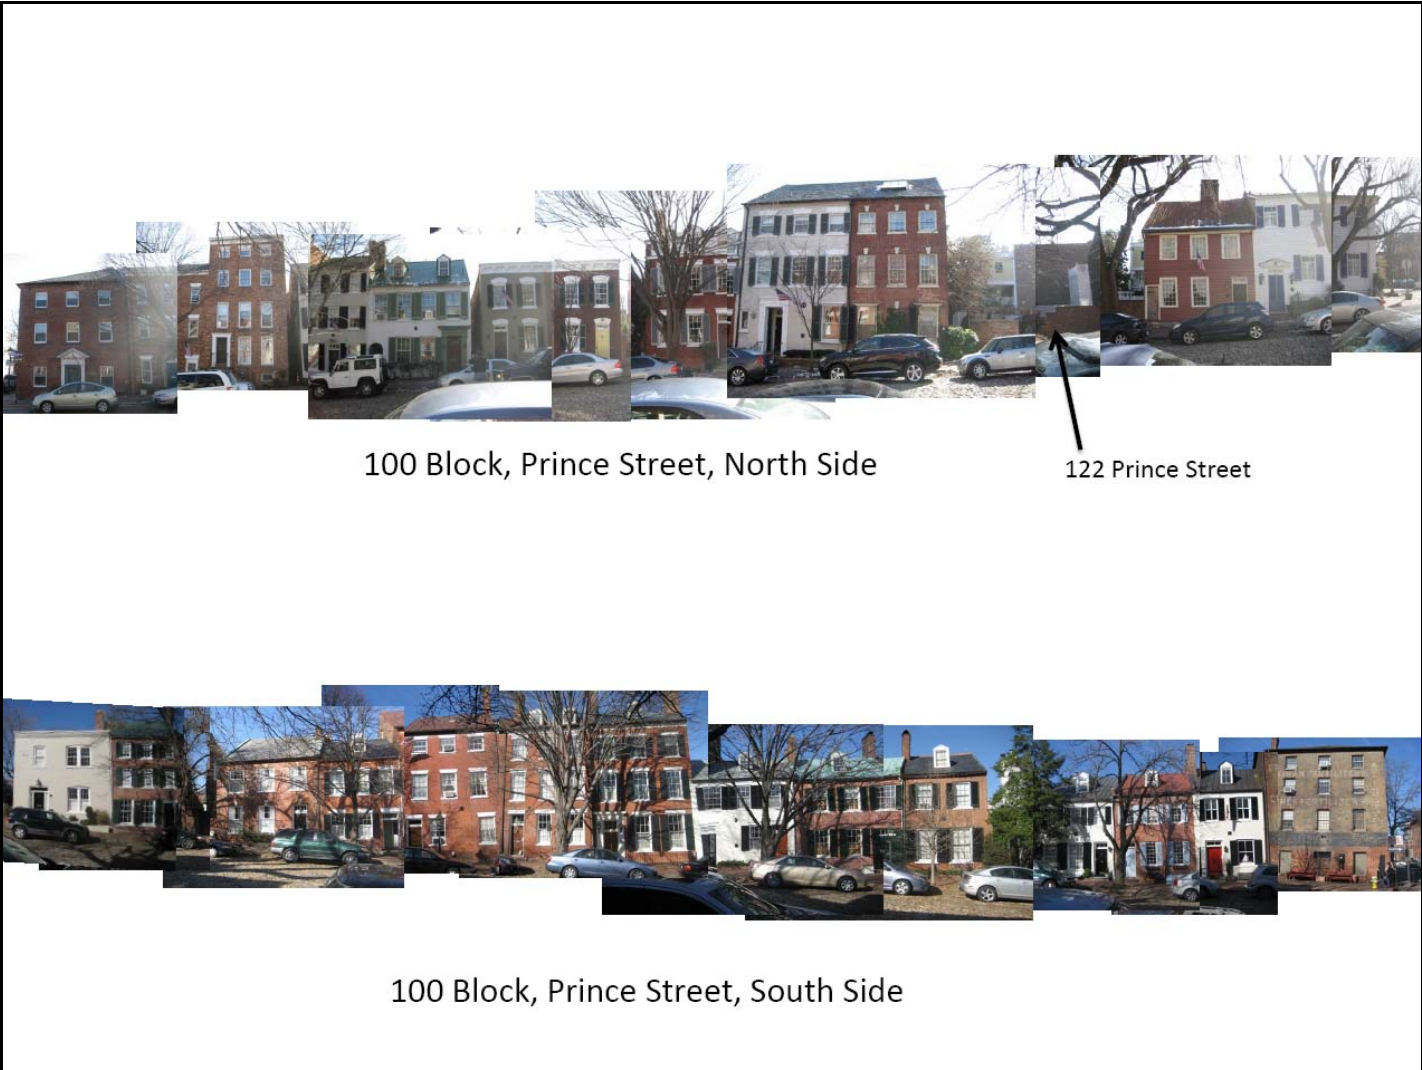 100 Block, Prince Street, North Side
122 Prince Street
100 Block, Prince Street, South Side